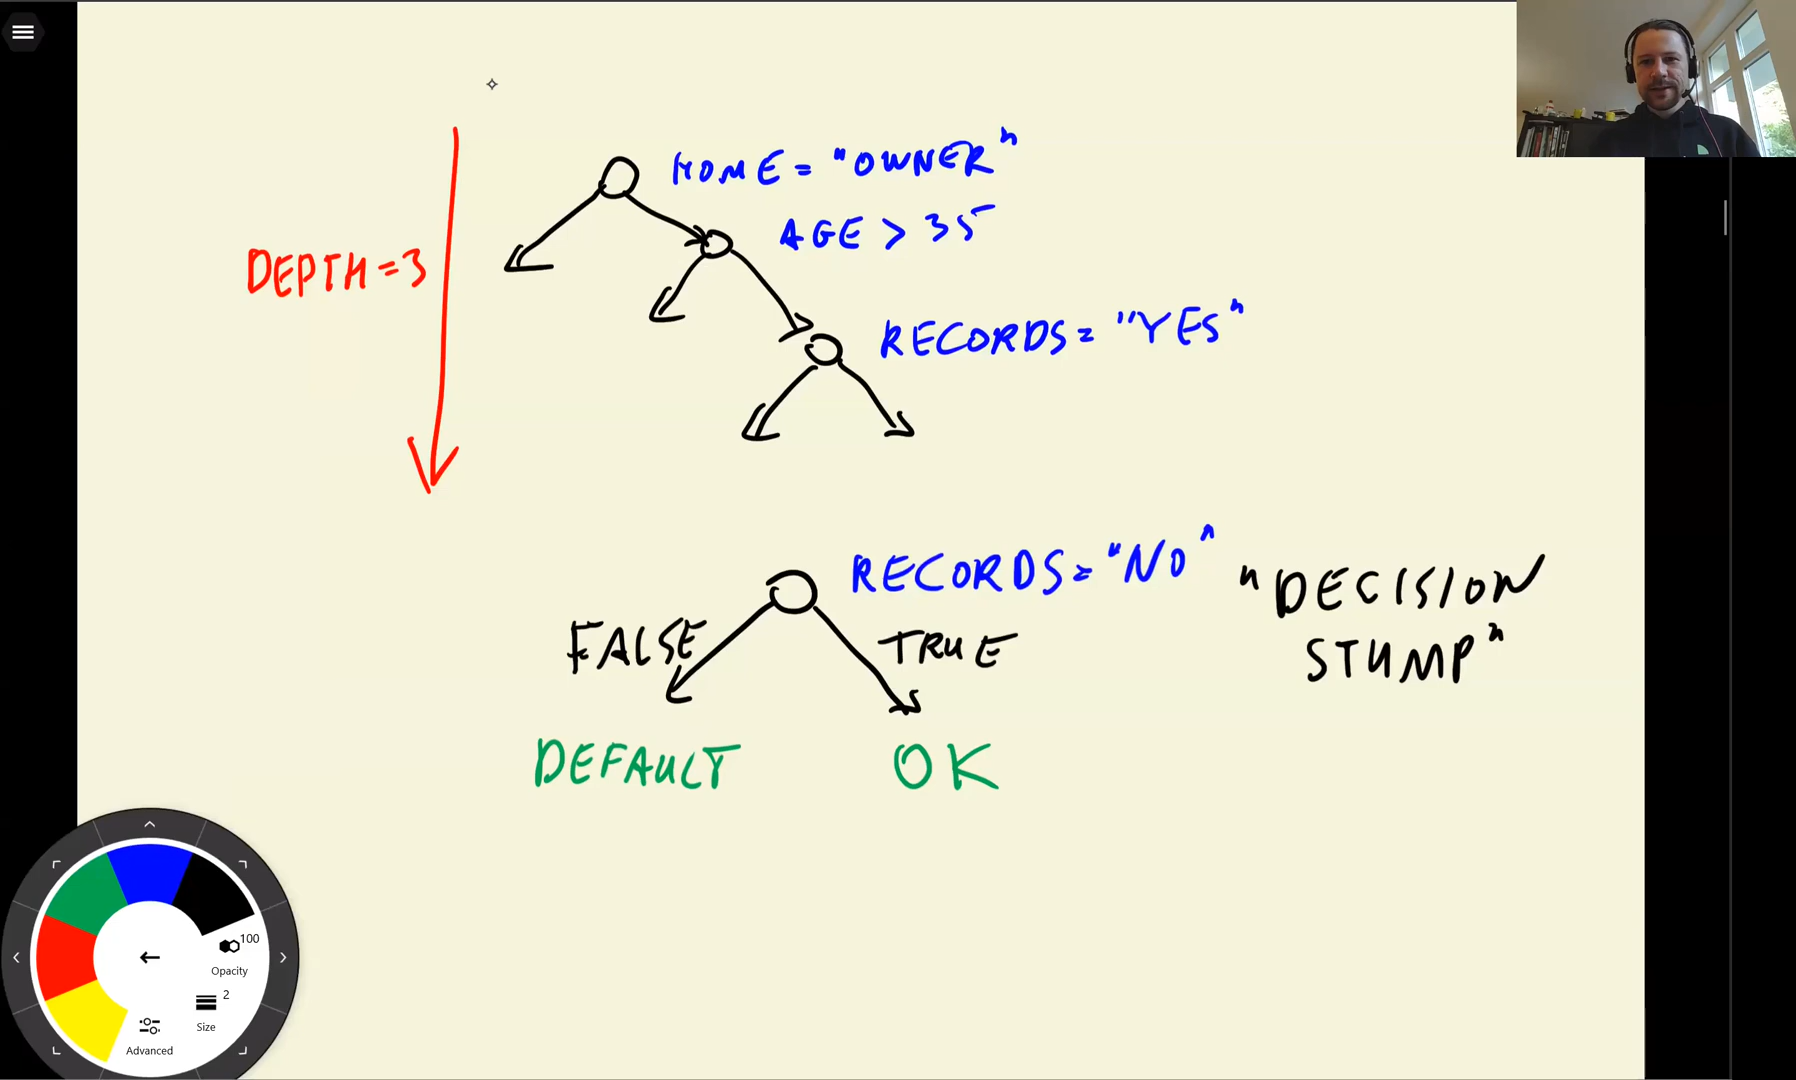 HOME = "OWNER"
AGE > 35
DEPTH = 3
RECORDS = "YES"
RECORDS = "NO"
"DECISION
STUMP"
FALSE
TRUE
DEFAULT
OK
100
Opacity
2
Size
Advanced